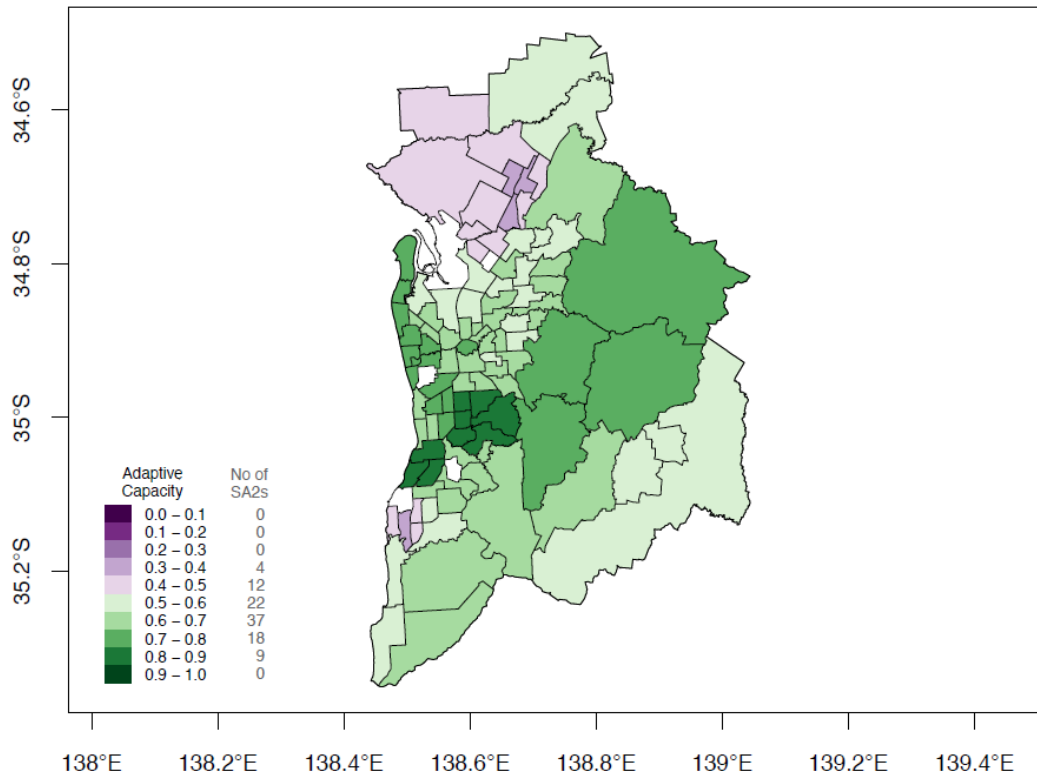 34.6°S
34.8°S
35°S
35.2°S
Adaptive Capacity No of SA2s
0.0 – 0.1 0
0.1 – 0.2 0
0.2 – 0.3 0
0.3 – 0.4 4
0.4 – 0.5 12
0.5 – 0.6 22
0.6 – 0.7 37
0.7 – 0.8 18
0.8 – 0.9 9
0.9 – 1.0 0
138°E 138.2°E 138.4°E 138.6°E 138.8°E 139°E 139.2°E 139.4°E